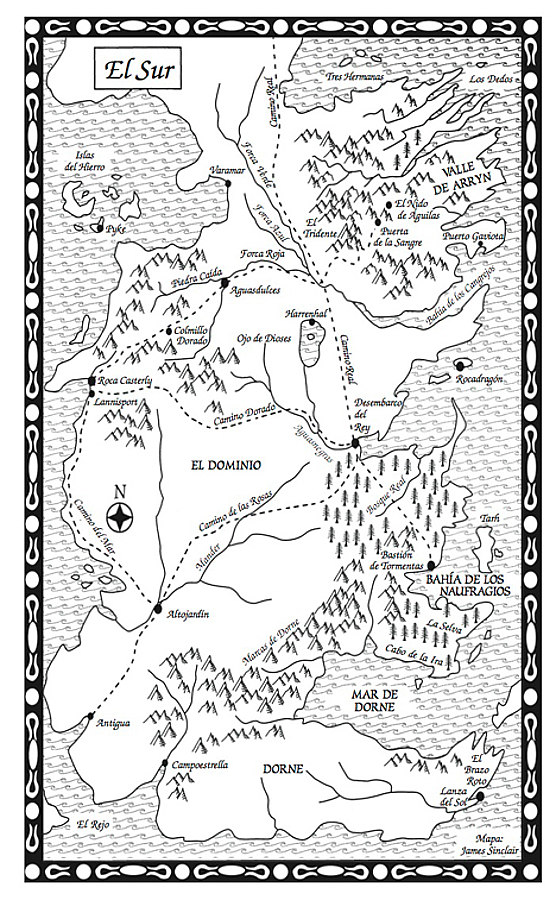 El Sur
Tres Hermanas
Los Dedos
Camino Real
Islas
del Hierro
Varamar
Forca Verde
VALLE
DE ARRYN
El Nido
de Águilas
Pyke
Forca Azul
El
Tridente
Puerta
de la Sangre
Puerto Gaviota
Forca Roja
Piedra Caída
Aguasdulces
Bahía de los Cangrejos
Harrenhal
Colmillo
Dorado
Ojo de Dioses
Camino Real
Roca Casterly
Rocadragón
Lannisport
Camino Dorado
Desembarco
del
Rey
Aguasnegras
EL DOMINIO
N
Bosque Real
Camino de las Rosas
Camino del Mar
Tarh
Mander
Bastión
de Tormentas
BAHÍA DE LOS
NAUFRAGIOS
Altojardín
La Selva
Marcas de Dorne
Cabo de la Ira
MAR DE
DORNE
Antigua
Campoestrella
DORNE
El
Brazo
Roto
Lanza
del Sol
El Rejo
Mapa:
James Sinclair